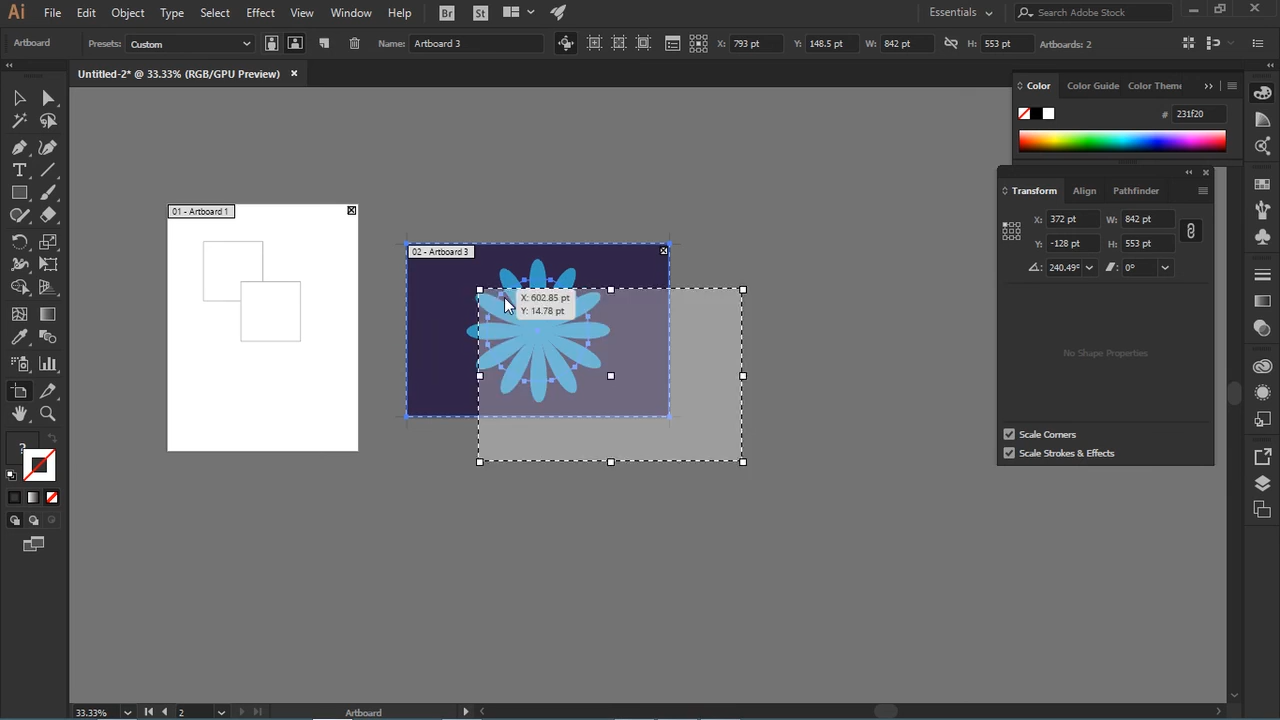 Ai File Edit Object Type Select Effect View Window Help Br St Essentials Search Adobe Stock
Artboard Presets: Custom Name: Artboard 3 X: 793 pt Y: 148.5 pt W: 842 pt H: 553 pt Artboards: 2
Untitled-2* @ 33.33% (RGB/GPU Preview)
Color Color Guide Color Theme
# 231f20
Transform Align Pathfinder
01 - Artboard 1
X: 372 pt W: 842 pt
Y: -128 pt H: 553 pt
02 - Artboard 3
240.49° 0°
X: 602.85 pt
Y: 14.78 pt
No Shape Properties
Scale Corners
?
Scale Strokes & Effects
33.33% 2 Artboard